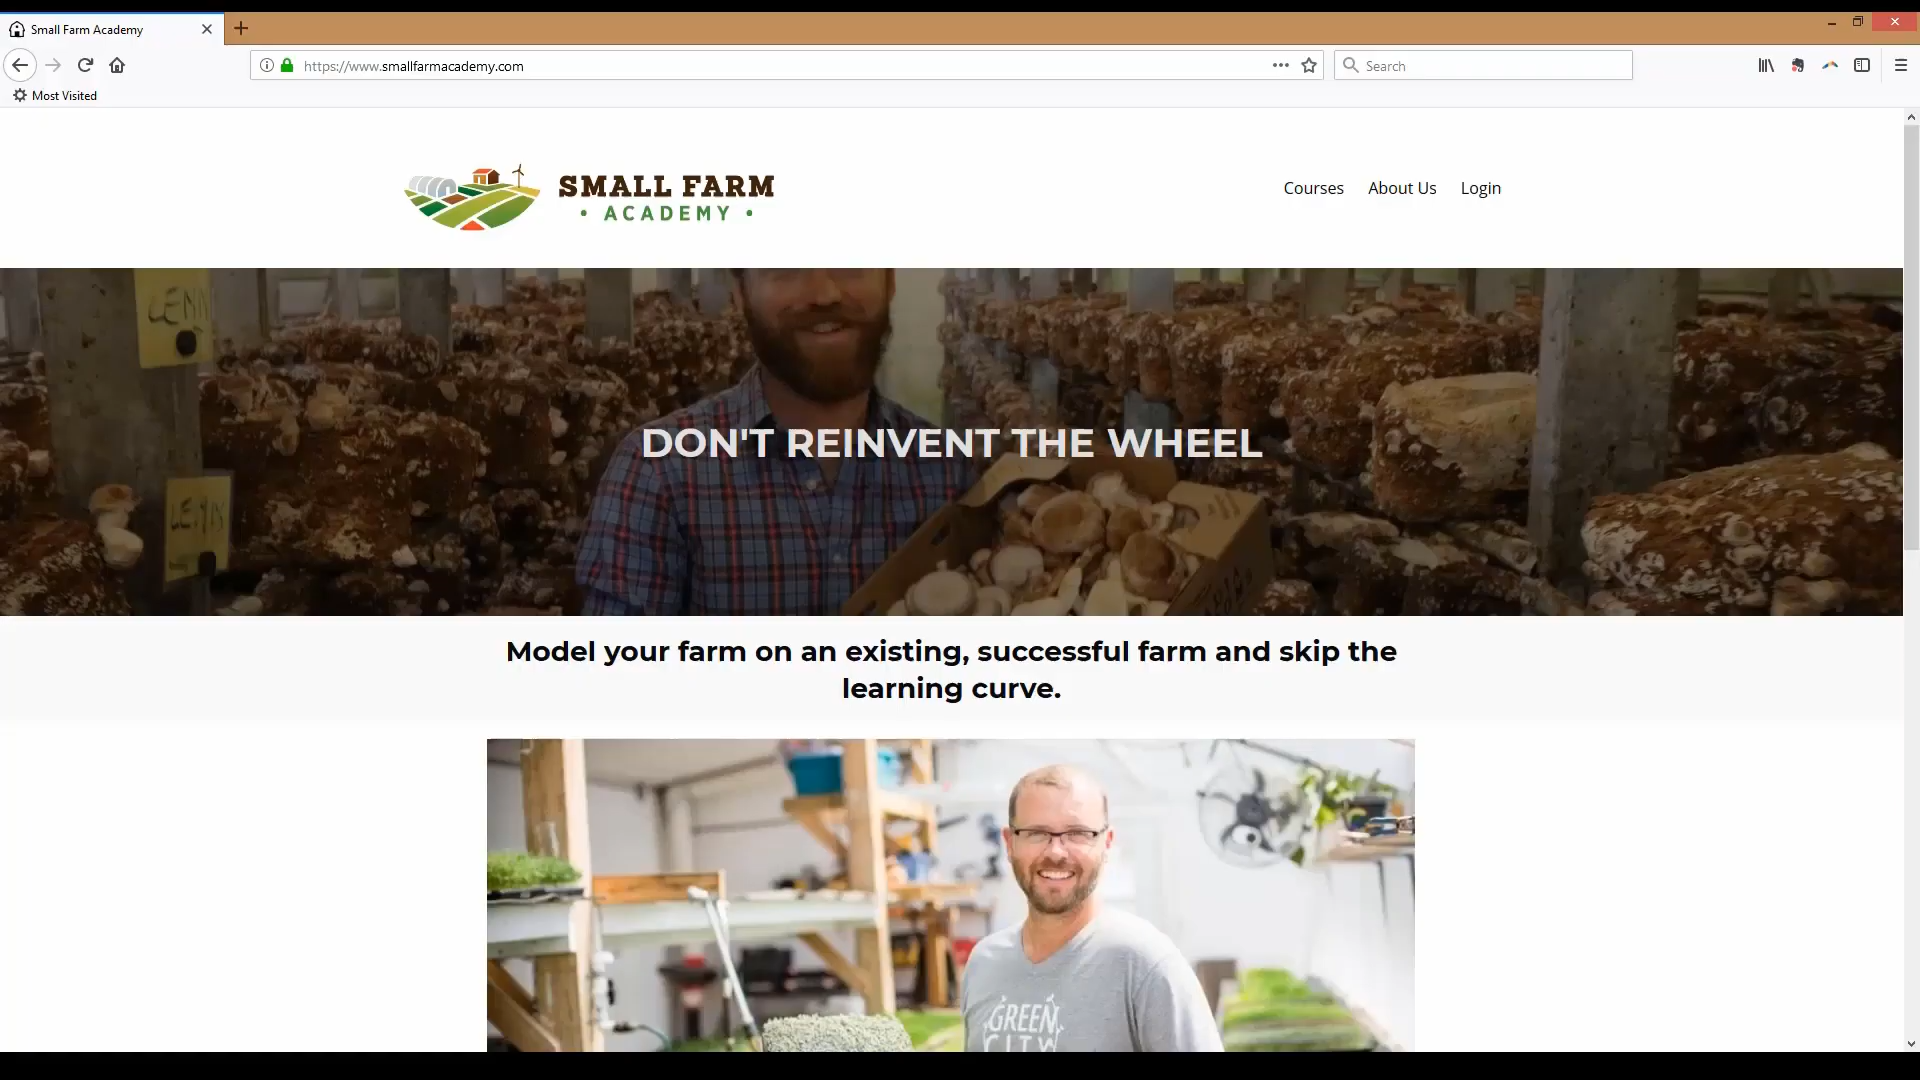 Small Farm Academy
https://www.smallfarmacademy.com
Search
Most Visited
SMALL FARM
• ACADEMY •
Courses
About Us
Login
DON'T REINVENT THE WHEEL
Model your farm on an existing, successful farm and skip the
learning curve.
GREEN
CITY